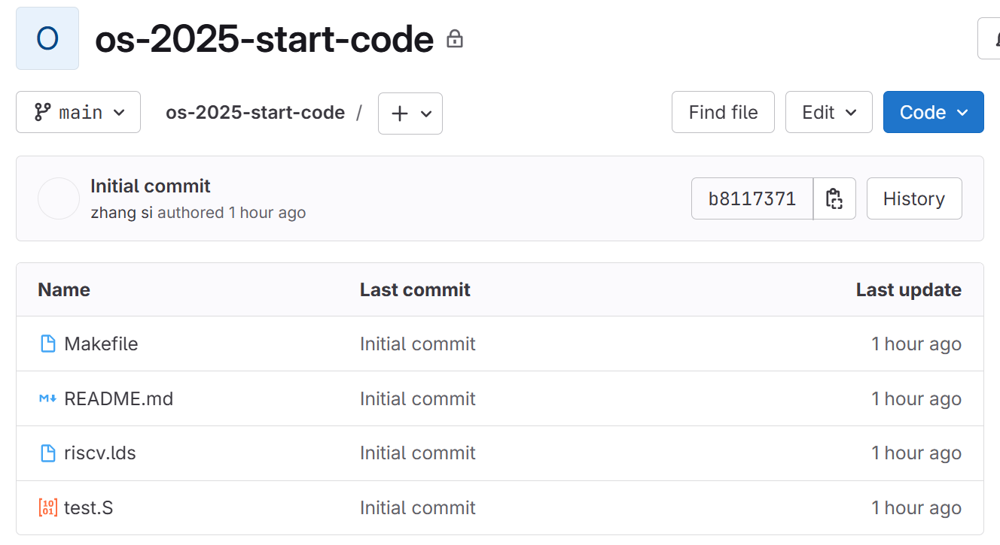 O
os-2025-start-code
main
os-2025-start-code /
Find file
Edit
Code
Initial commit
zhang si authored 1 hour ago
b8117371
History
Name Last commit Last update
Makefile Initial commit 1 hour ago
README.md Initial commit 1 hour ago
riscv.lds Initial commit 1 hour ago
test.S Initial commit 1 hour ago